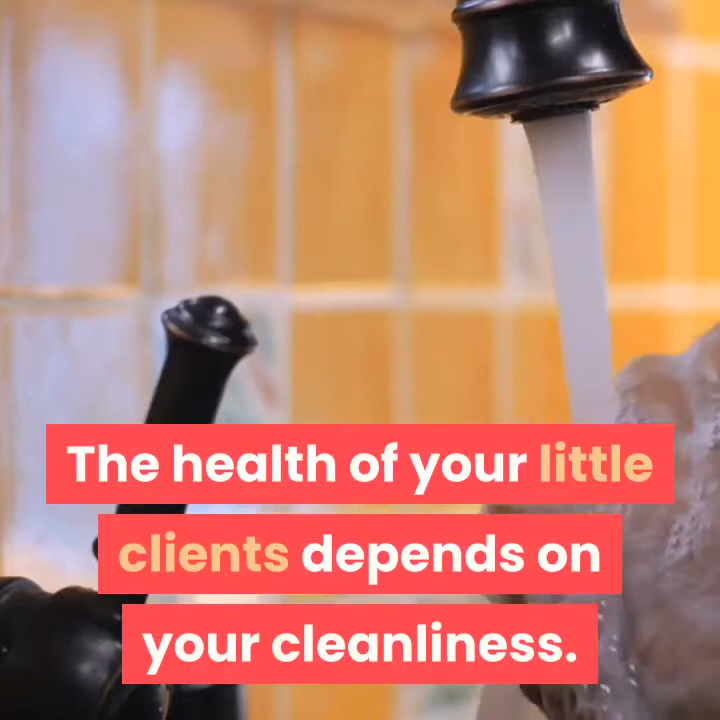 The health of your little
clients depends on
your cleanliness.